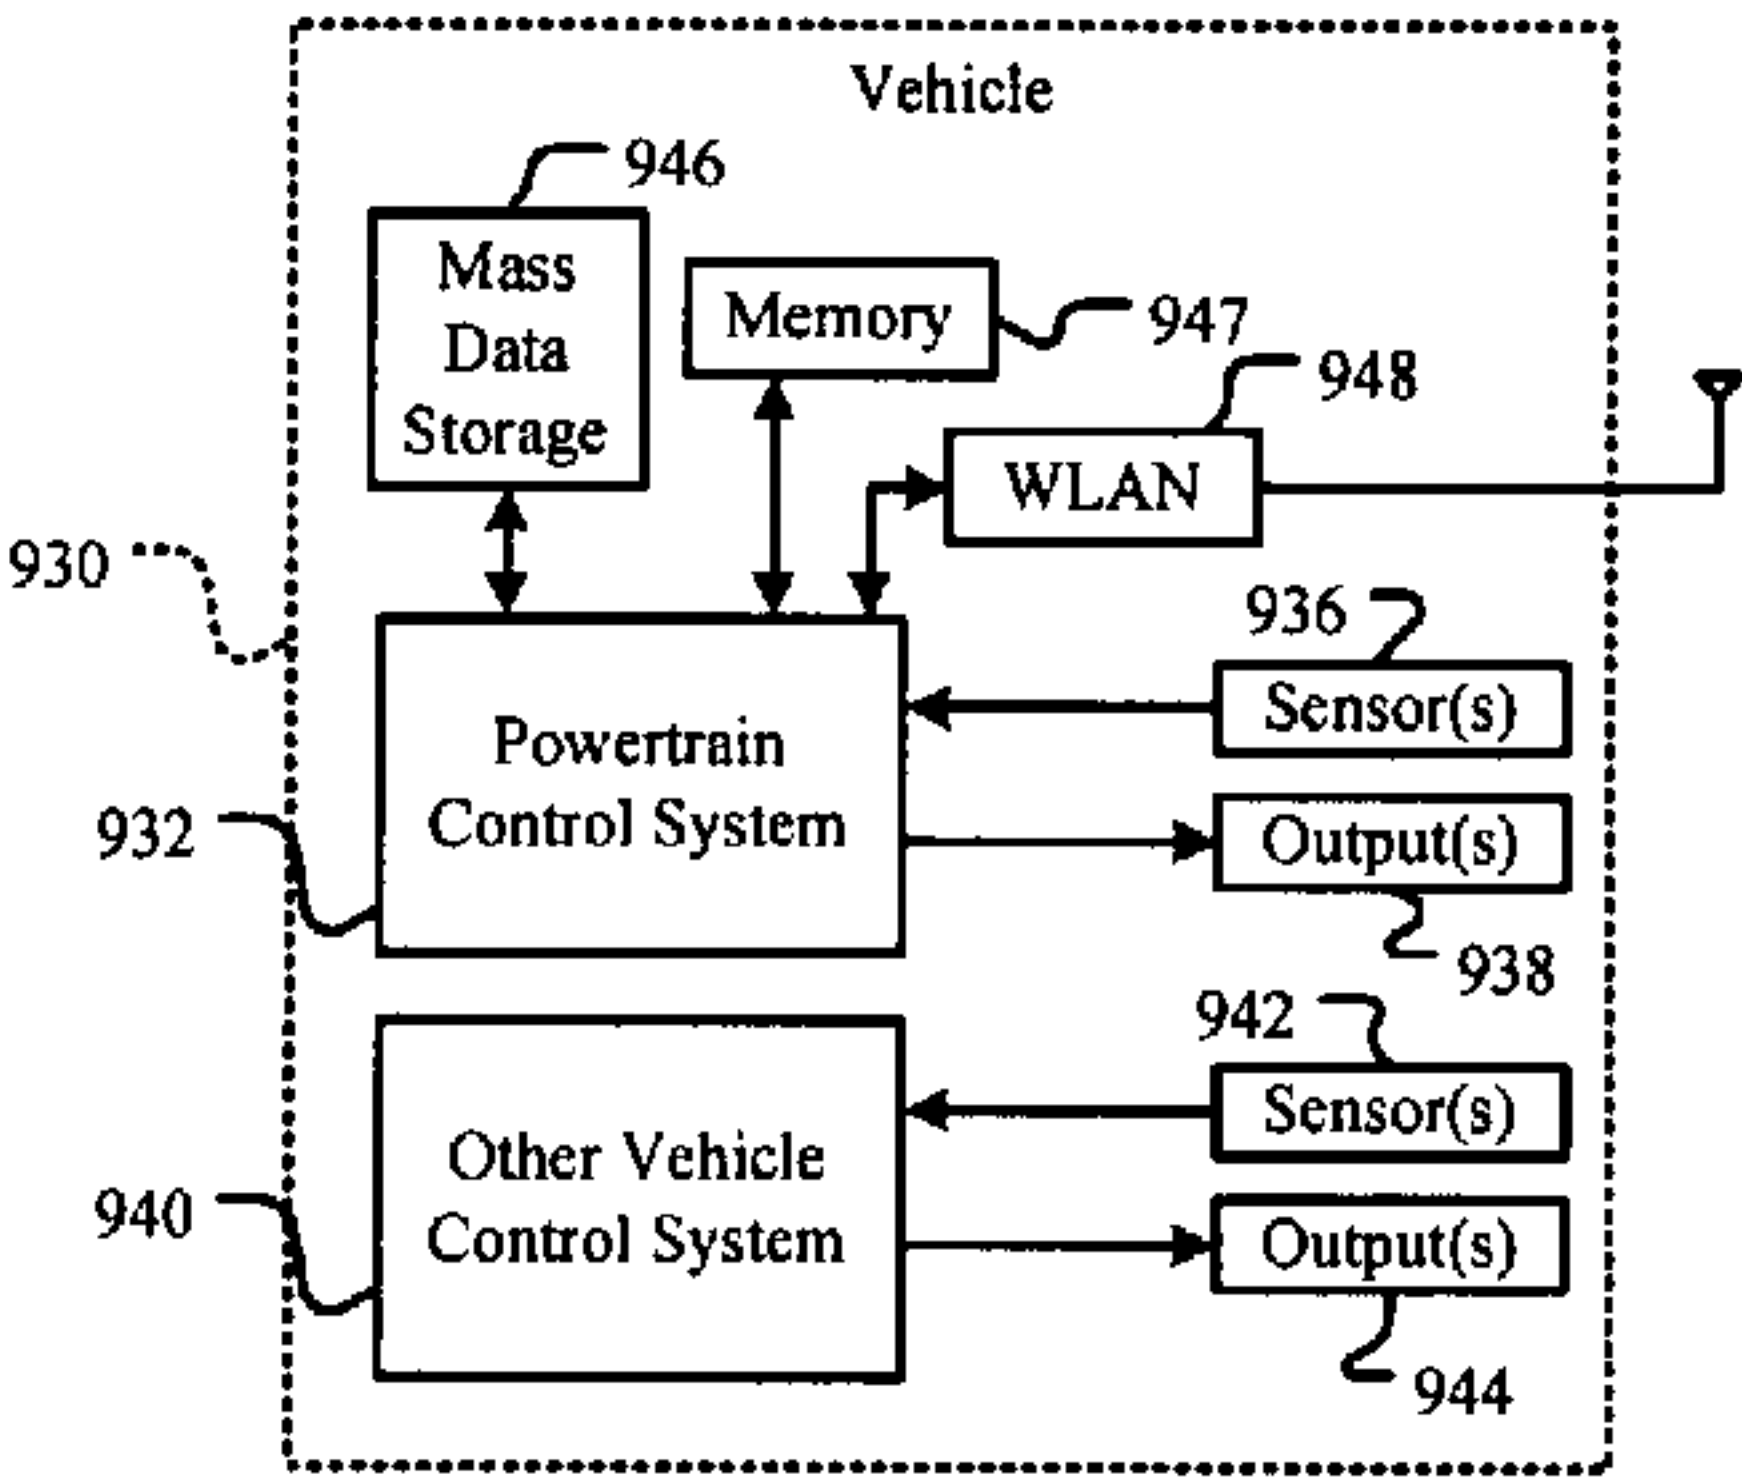 Vehicle
946
Mass
Data
Storage
Memory
947
948
WLAN
930
936
Sensor(s)
Powertrain
Control System
932
Output(s)
938
942
Sensor(s)
Other Vehicle
Control System
940
Output(s)
944